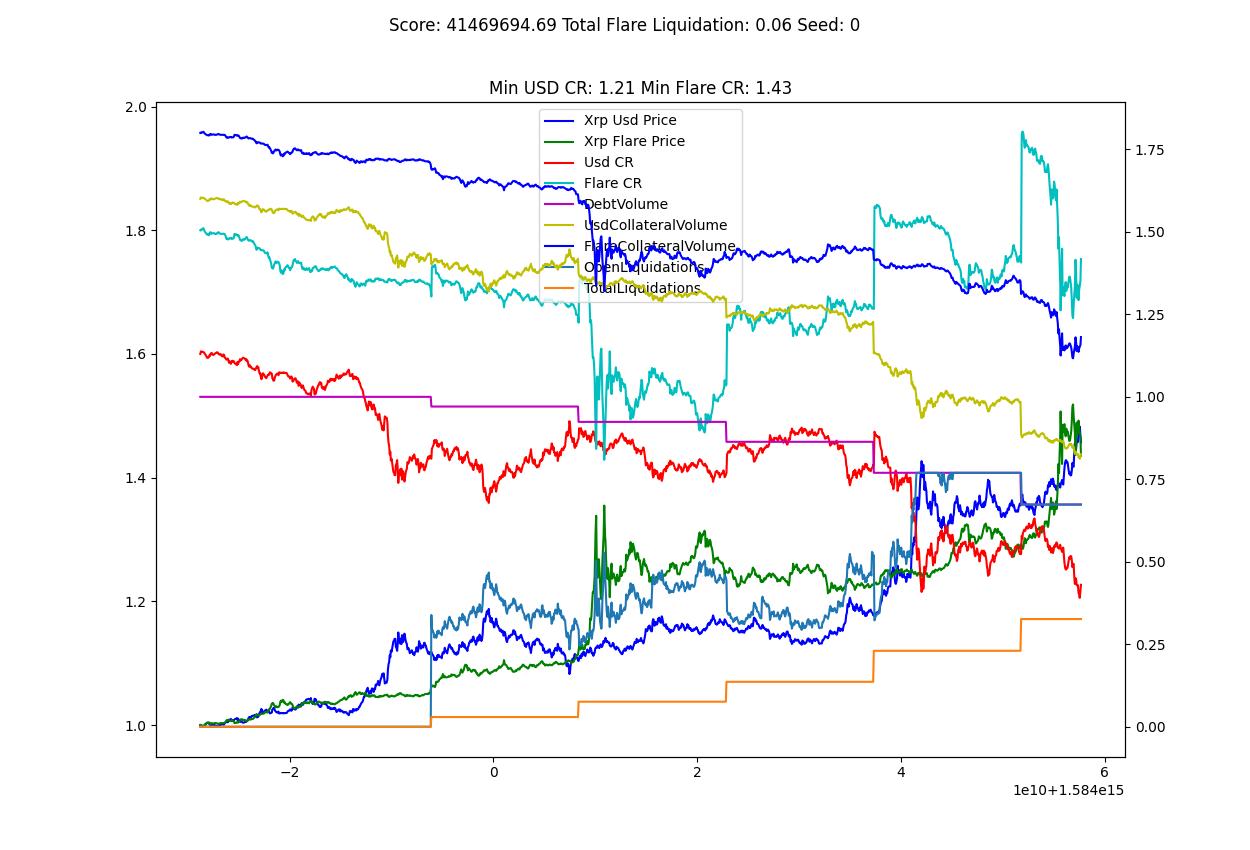 Score: 41469694.69 Total Flare Liquidation: 0.06 Seed: 0
Min USD CR: 1.21 Min Flare CR: 1.43
Xrp Usd Price
Xrp Flare Price
Usd CR
Flare CR
DebtVolume
UsdCollateralVolume
FlareCollateralVolume
OpenLiquidations
TotalLiquidations
2.0
1.8
1.6
1.4
1.2
1.0
1.75
1.50
1.25
1.00
0.75
0.50
0.25
0.00
−2 0 2 4 6
1e10+1.584e15